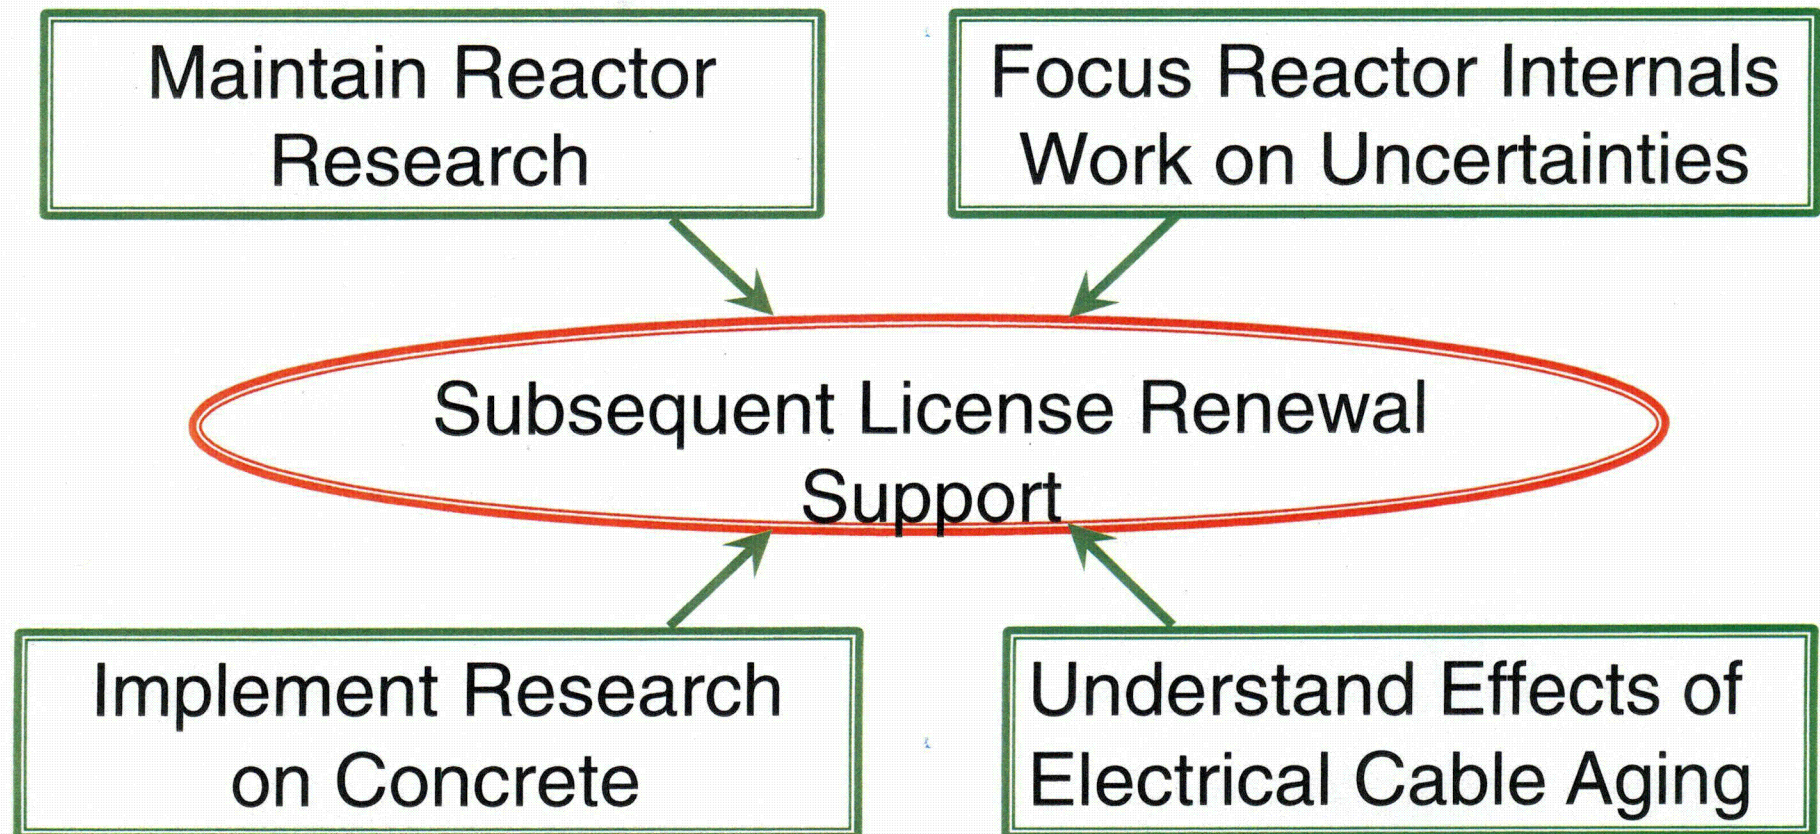 Maintain Reactor
Research
Focus Reactor Internals
Work on Uncertainties
Subsequent License Renewal
Support
Implement Research
on Concrete
Understand Effects of
Electrical Cable Aging